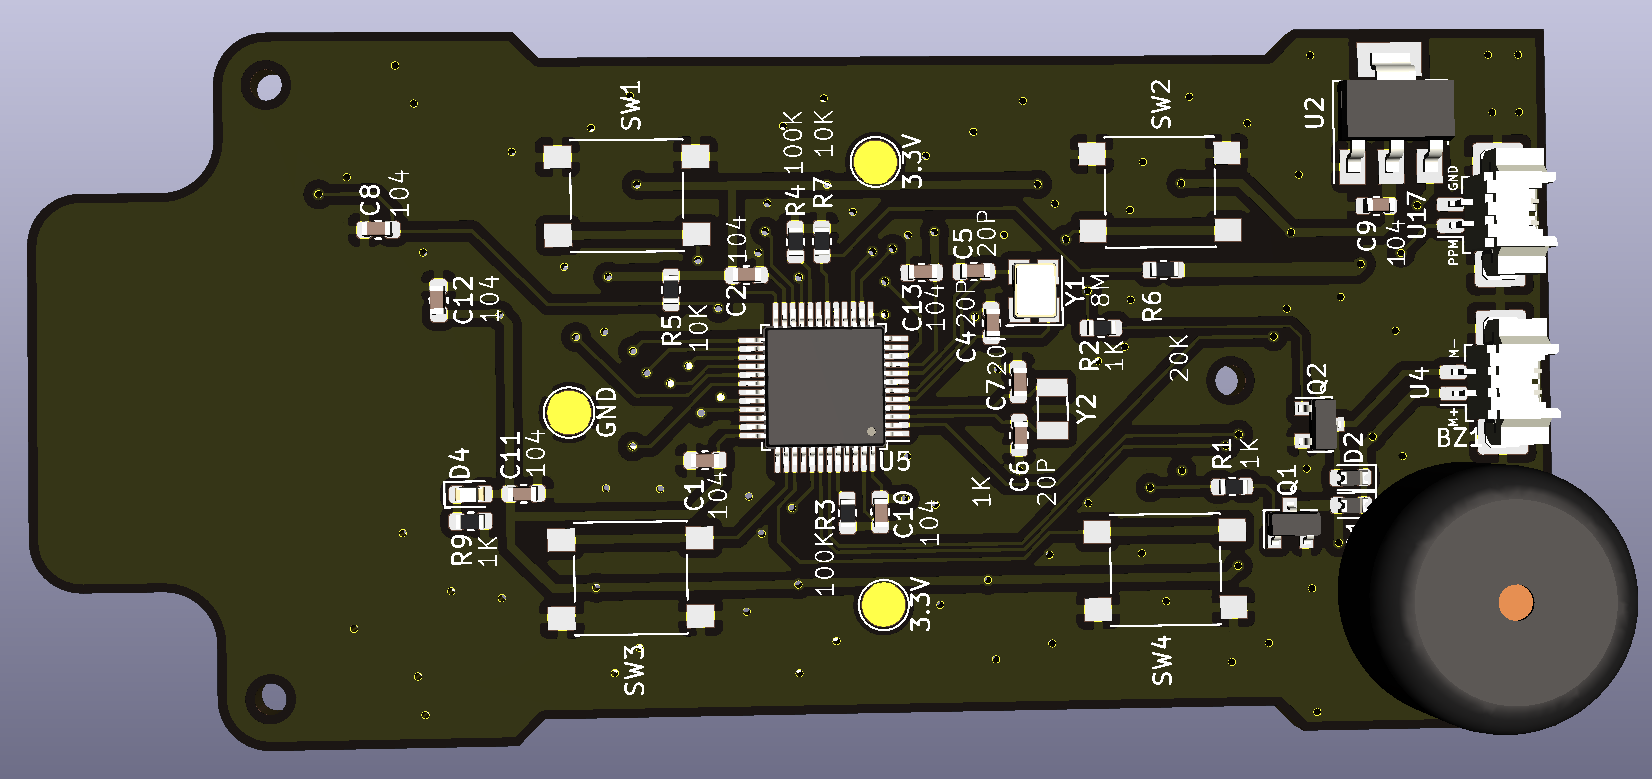 SW1
SW2
U2
100K
10K
3.3V
GND
C8
104
R4
R7
U17
C5
20P
104
C9
104
PPM
C12
104
C2
C13
104
20P
Y1
8M
R6
R5
10K
C4
R2
1K
20K
M-
C7
20P
Q2
U4
Y2
M+
GND
BZ1
D4
C11
104
U5
R1
1K
D2
C6
20P
C1
104
1K
Q1
R3
100K
C10
104
R9
1K
3.3V
SW3
SW4